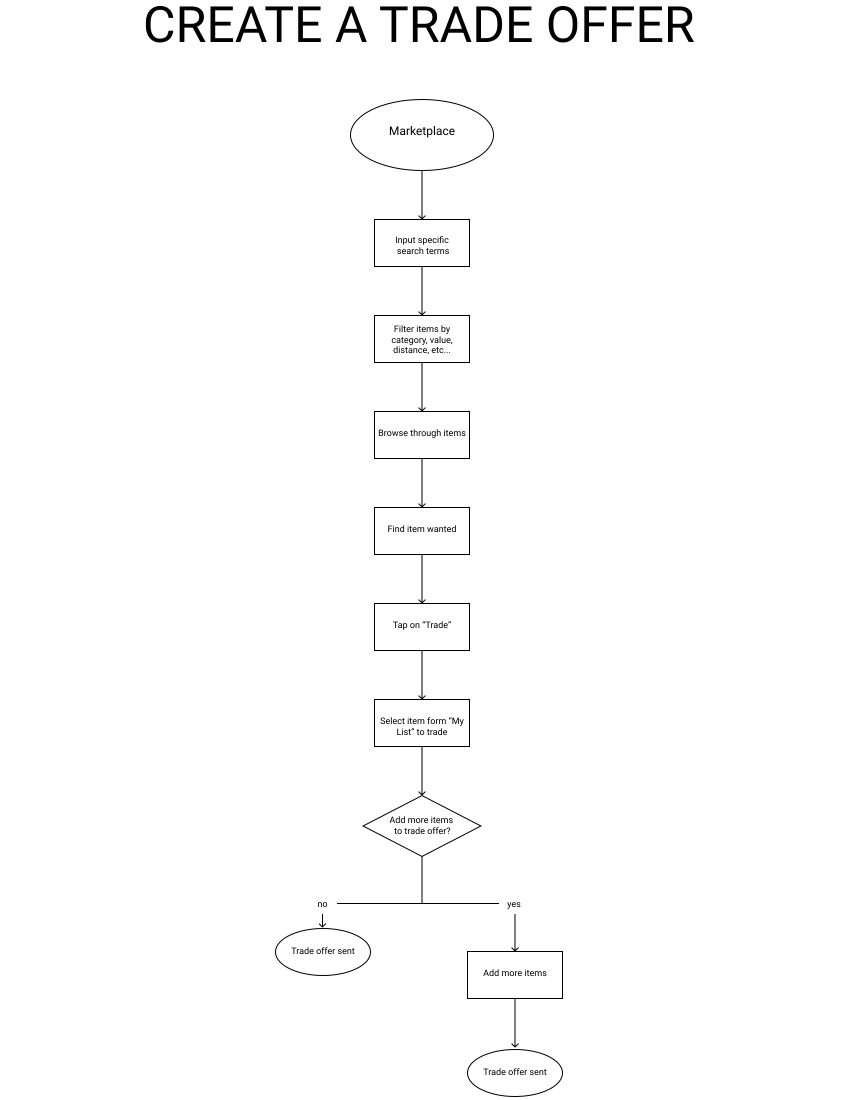 CREATE A TRADE OFFER
Marketplace
Input specific
search terms
Filter items by
category, value,
distance, etc...
Browse through items
Find item wanted
Tap on “Trade”
Select item form “My
List” to trade
Add more items
to trade offer?
no
yes
Trade offer sent
Add more items
Trade offer sent